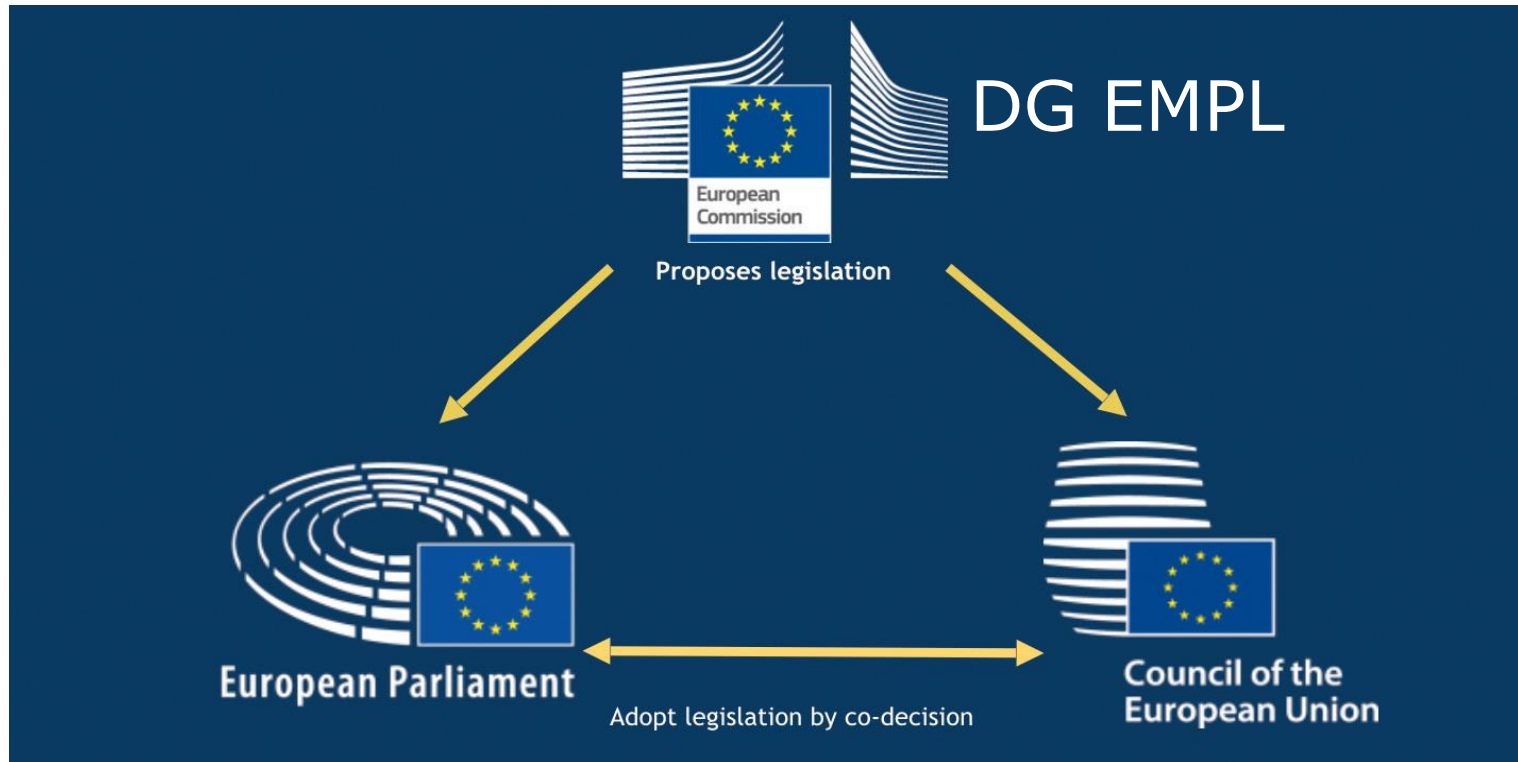 DG EMPL
European
Commission
Proposes legislation
European Parliament
Council of the
European Union
Adopt legislation by co-decision